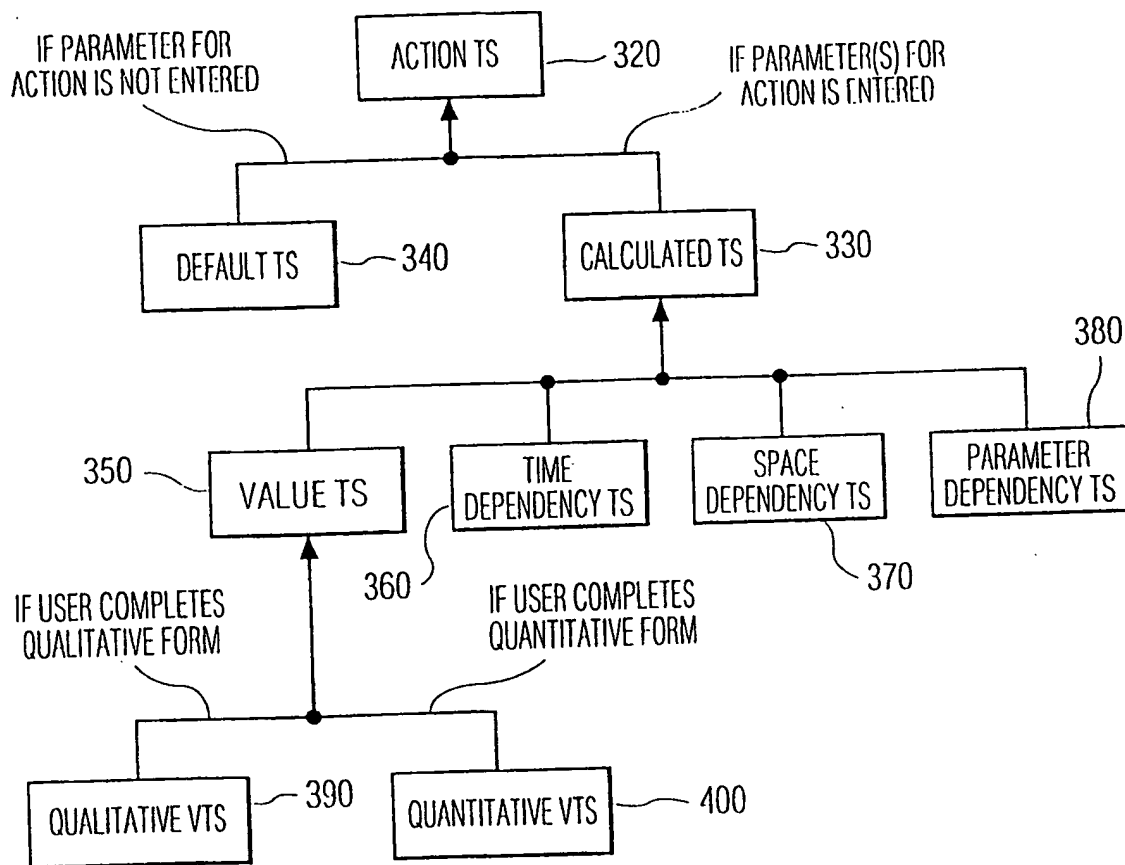 IF PARAMETER FOR
ACTION IS NOT ENTERED
ACTION TS
320
IF PARAMETER(S) FOR
ACTION IS ENTERED
DEFAULT TS
340
CALCULATED TS
330
380
350
VALUE TS
TIME
DEPENDENCY TS
SPACE
DEPENDENCY TS
PARAMETER
DEPENDENCY TS
360
370
IF USER COMPLETES
QUALITATIVE FORM
IF USER COMPLETES
QUANTITATIVE FORM
QUALITATIVE VTS
390
QUANTITATIVE VTS
400